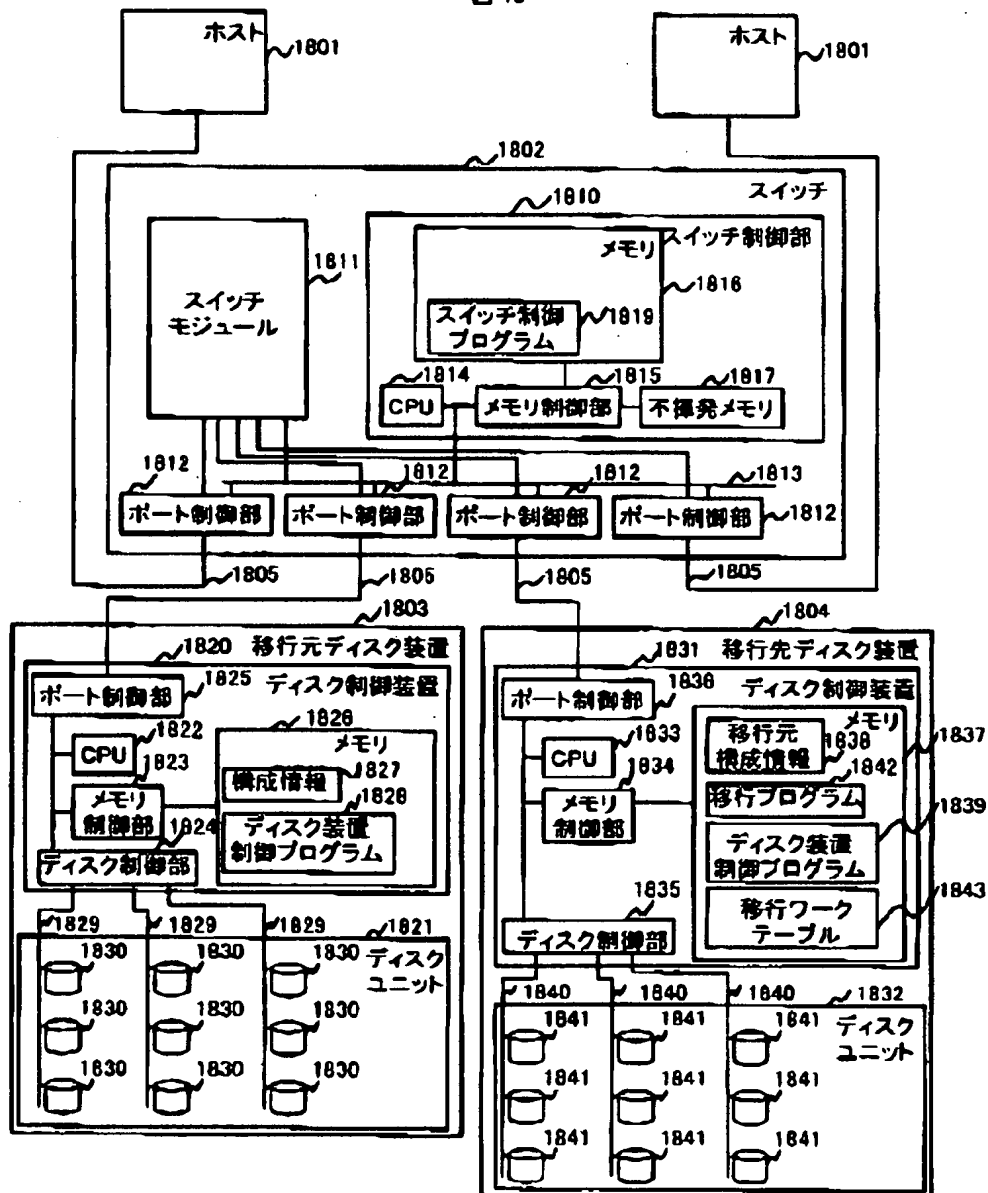 ホスト
1801
ホスト
1801
1802
スイッチ
1810
スイッチ制御部
メモリ
1811
1816
スイッチ
モジュール
スイッチ制御
プログラム
1819
1814
1815
1817
CPU
メモリ制御部
不揮発メモリ
1812
1812
1812
1813
ポート制御部
ポート制御部
ポート制御部
ポート制御部
1812
1805
1805
1805
1805
1803
1804
1820
移行元ディスク装置
1831
移行先ディスク装置
1825
ディスク制御装置
ポート制御部
1836
ディスク制御装置
ポート制御部
1822
CPU
1826
メモリ
1833
CPU
メモリ
1837
移行元
構成情報
1838
1823
構成情報
1827
1834
1842
メモリ
制御部
1828
メモリ
制御部
移行プログラム
1839
1824
ディスク装置
制御プログラム
ディスク装置
制御プログラム
ディスク制御部
1835
1843
移行ワーク
テーブル
1829
1829
1829
1821
ディスク制御部
1830
1830
1830
ディスク
ユニット
1840
1840
1840
1832
1830
1830
1830
1841
1841
1841
ディスク
ユニット
1830
1830
1830
1841
1841
1841
1841
1841
1841